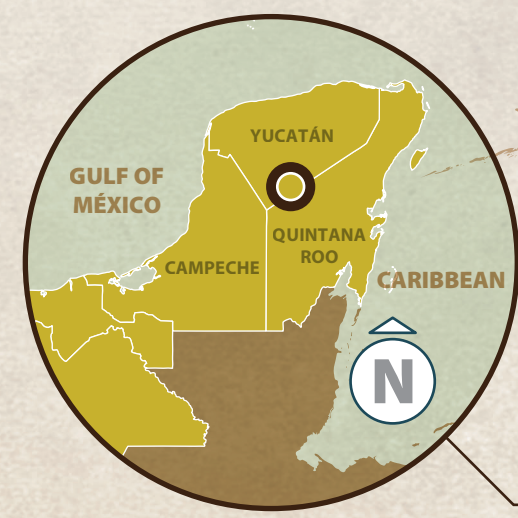 YUCATÁN
GULF OF
MÉXICO
QUINTANA
ROO
CAMPECHE
CARIBBEAN
N